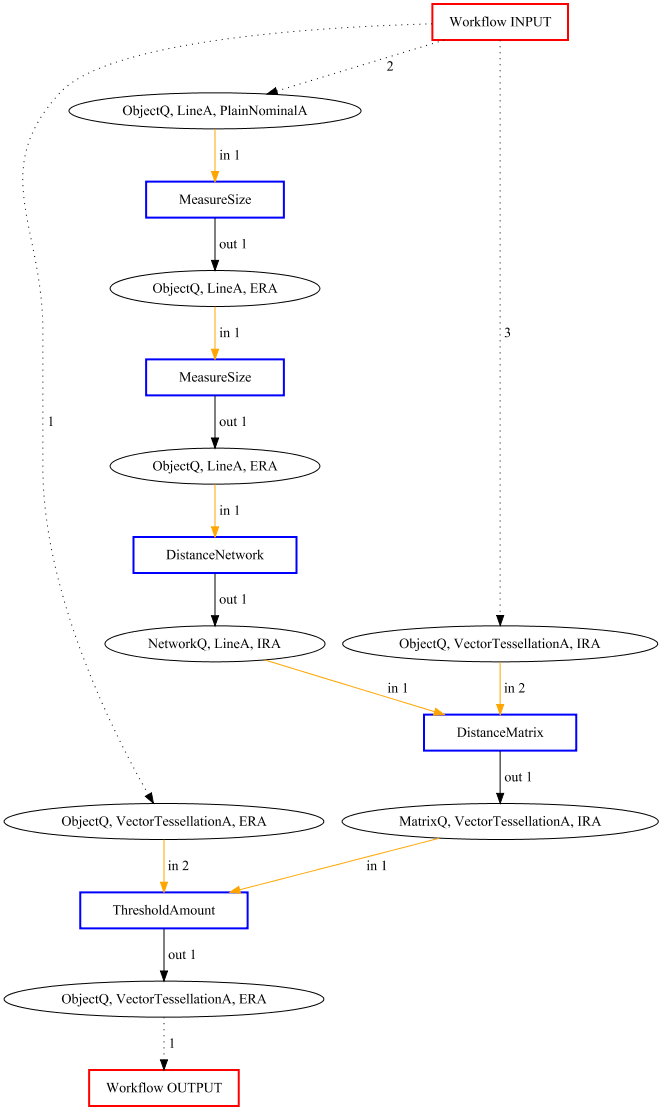 Workflow INPUT
2
ObjectQ, LineA, PlainNominalA
in 1
MeasureSize
out 1
ObjectQ, LineA, ERA
in 1
3
MeasureSize
1
out 1
ObjectQ, LineA, ERA
in 1
DistanceNetwork
out 1
NetworkQ, LineA, IRA
ObjectQ, VectorTessellationA, IRA
in 1
in 2
DistanceMatrix
out 1
ObjectQ, VectorTessellationA, ERA
MatrixQ, VectorTessellationA, IRA
in 2
in 1
ThresholdAmount
out 1
ObjectQ, VectorTessellationA, ERA
1
Workflow OUTPUT